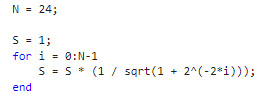 N = 24;
S = 1;
for i = 0:N-1
S = S * (1 / sqrt(1 + 2^(-2*i)));
end